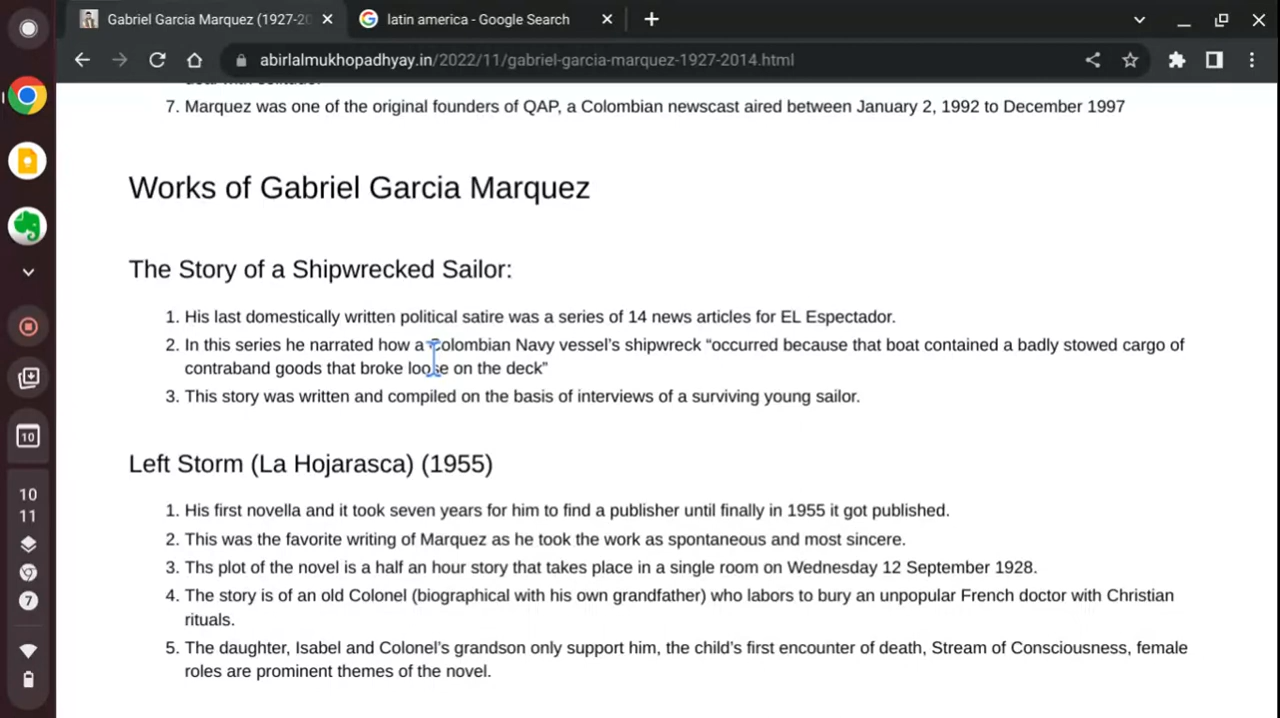 Gabriel Garcia Marquez (1927-20
latin america - Google Search
abirlalmukhopadhyay.in/2022/11/gabriel-garcia-marquez-1927-2014.html
7. Marquez was one of the original founders of QAP, a Colombian newscast aired between January 2, 1992 to December 1997
Works of Gabriel Garcia Marquez
The Story of a Shipwrecked Sailor:
1. His last domestically written political satire was a series of 14 news articles for EL Espectador.
2. In this series he narrated how a Colombian Navy vessel’s shipwreck “occurred because that boat contained a badly stowed cargo of
contraband goods that broke loose on the deck”
3. This story was written and compiled on the basis of interviews of a surviving young sailor.
Left Storm (La Hojarasca) (1955)
1. His first novella and it took seven years for him to find a publisher until finally in 1955 it got published.
2. This was the favorite writing of Marquez as he took the work as spontaneous and most sincere.
3. Ths plot of the novel is a half an hour story that takes place in a single room on Wednesday 12 September 1928.
4. The story is of an old Colonel (biographical with his own grandfather) who labors to bury an unpopular French doctor with Christian
rituals.
5. The daughter, Isabel and Colonel’s grandson only support him, the child’s first encounter of death, Stream of Consciousness, female
roles are prominent themes of the novel.
10
10
11
7